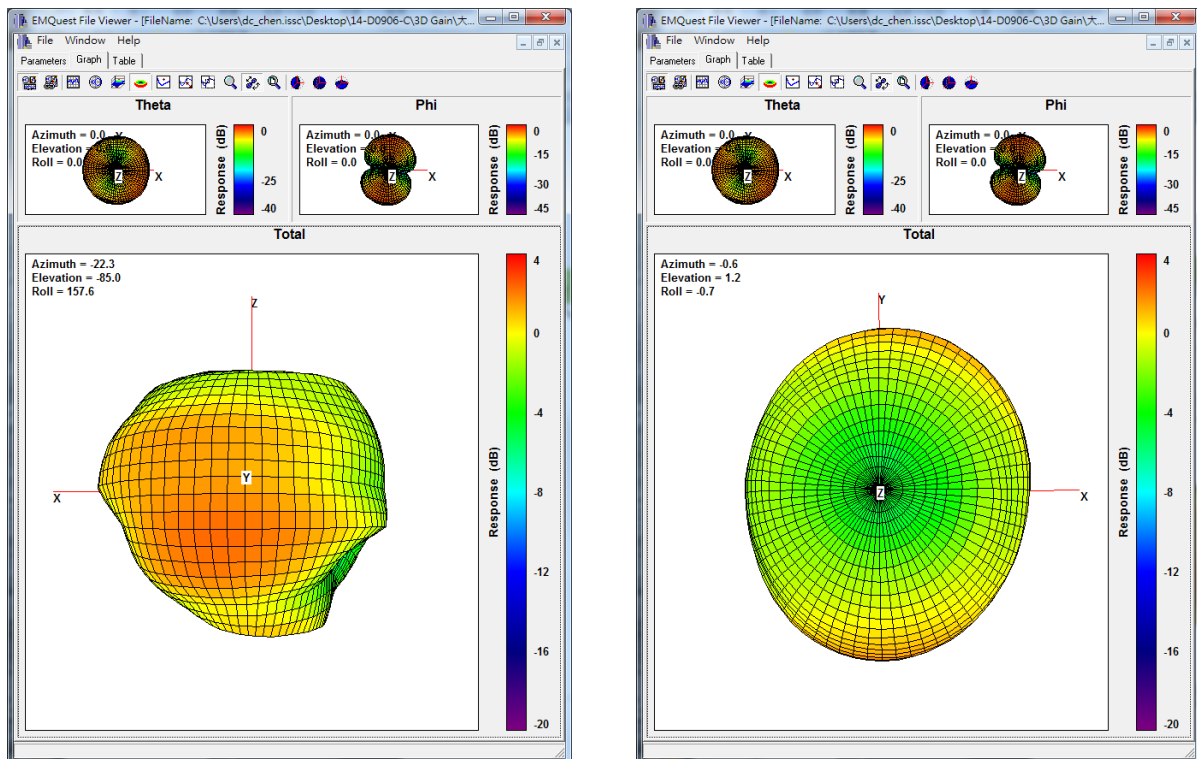 EMQuest File Viewer - [FileName: C:\Users\dc_chen.issc\Desktop\14-D0906-C\3D Gain\大...
File Window Help
Parameters Graph Table
Theta
Azimuth = 0.0
Elevation =
Roll = 0.0
Z
X
Response (dB)
0
-25
-40
Phi
Azimuth = 0.0
Elevation =
Roll = 0.0
Z
X
Response (dB)
0
-15
-30
-45
Total
Azimuth = -22.3
Elevation = -85.0
Roll = 157.6
Z
Y
X
Response (dB)
4
0
-4
-8
-12
-16
-20
EMQuest File Viewer - [FileName: C:\Users\dc_chen.issc\Desktop\14-D0906-C\3D Gain\大...
File Window Help
Parameters Graph Table
Theta
Azimuth = 0.0
Elevation =
Roll = 0.0
Z
X
Response (dB)
0
-25
-40
Phi
Azimuth = 0.0
Elevation =
Roll = 0.0
Z
X
Response (dB)
0
-15
-30
-45
Total
Azimuth = -0.6
Elevation = 1.2
Roll = -0.7
Y
Z
X
Response (dB)
4
0
-4
-8
-12
-16
-20